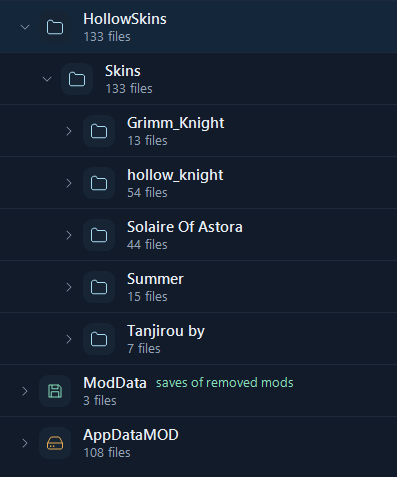 HollowSkins
133 files
Skins
133 files
Grimm_Knight
13 files
hollow_knight
54 files
Solaire Of Astora
44 files
Summer
15 files
Tanjirou by
7 files
ModData saves of removed mods
3 files
AppDataMOD
108 files